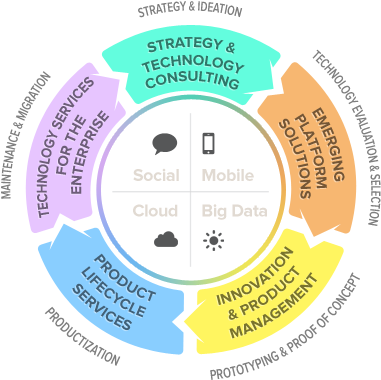 STRATEGY & IDEATION
STRATEGY &
TECHNOLOGY
CONSULTING
TECHNOLOGY EVALUATION & SELECTION
EMERGING
PLATFORM
SOLUTIONS
PROTOTYPING & PROOF OF CONCEPT
INNOVATION
& PRODUCT
MANAGEMENT
PRODUCTIZATION
PRODUCT
LIFECYCLE
SERVICES
MAINTENANCE & MIGRATION
TECHNOLOGY SERVICES
FOR THE
ENTERPRISE
Social
Mobile
Cloud
Big Data